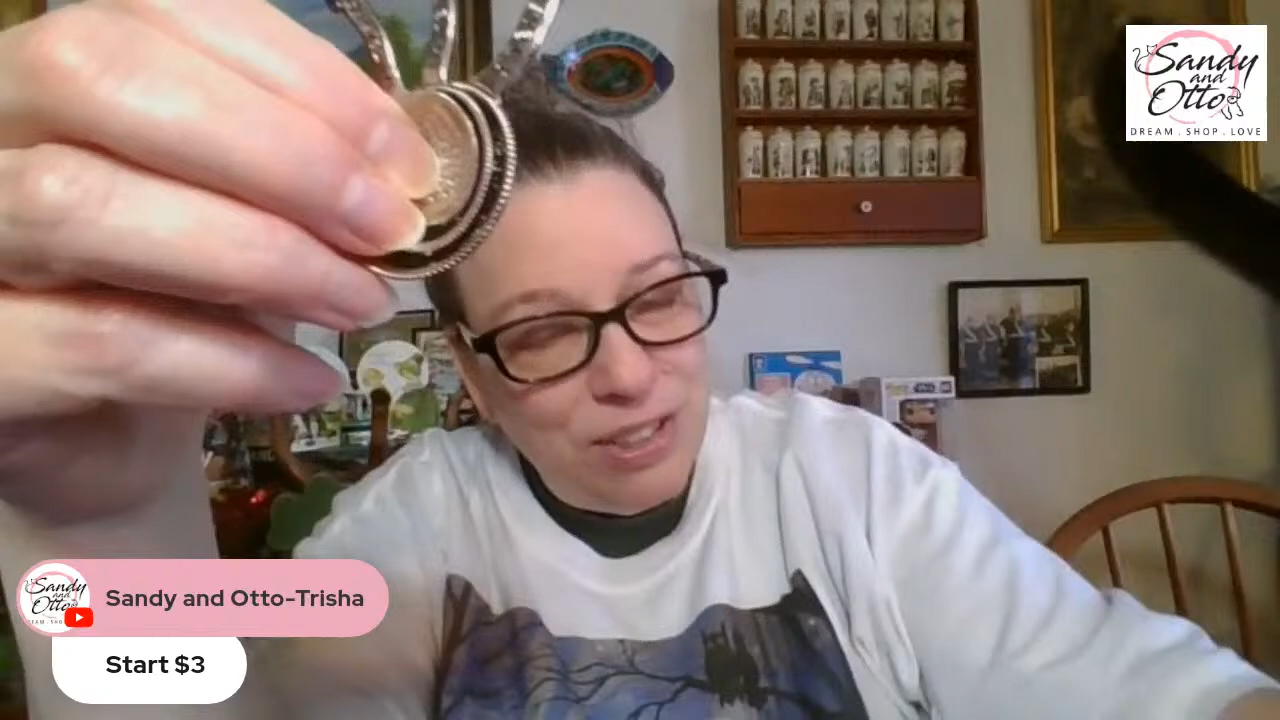 Sandy
and
Otto
DREAM . SHOP . LOVE
Sandy and Otto-Trisha
Start $3